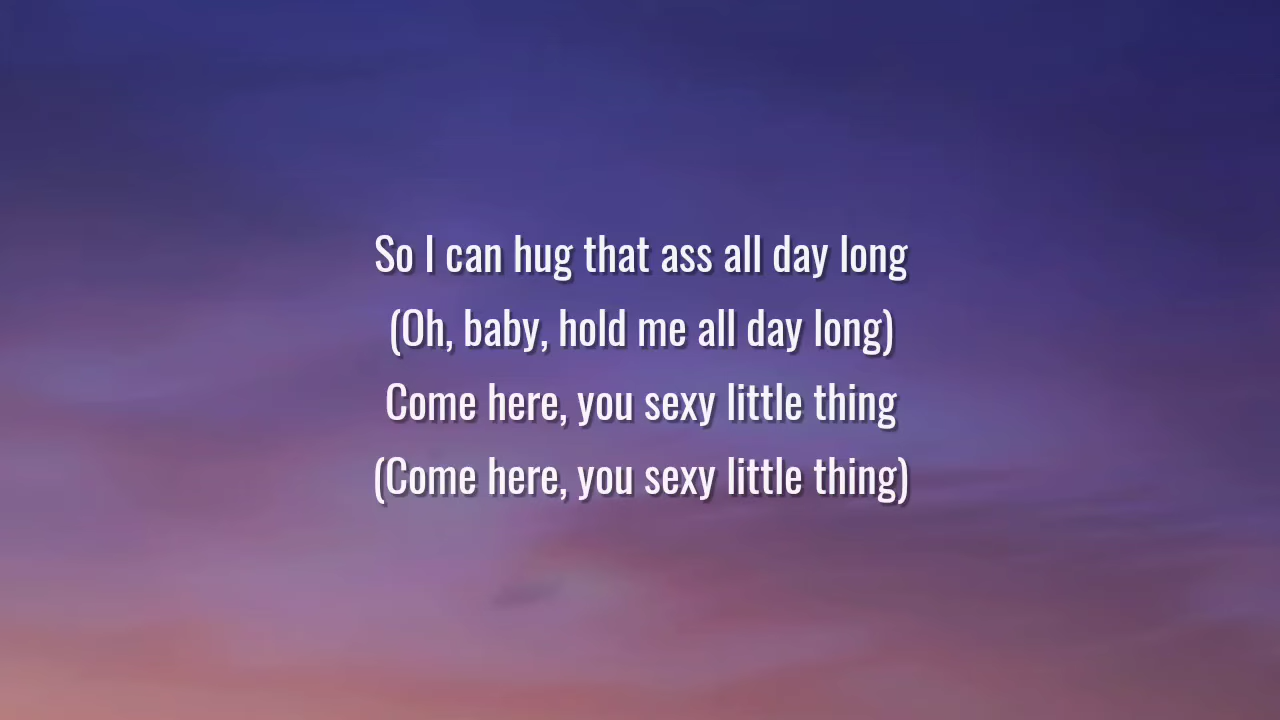 So I can hug that ass all day long
(Oh, baby, hold me all day long)
Come here, you sexy little thing
(Come here, you sexy little thing)